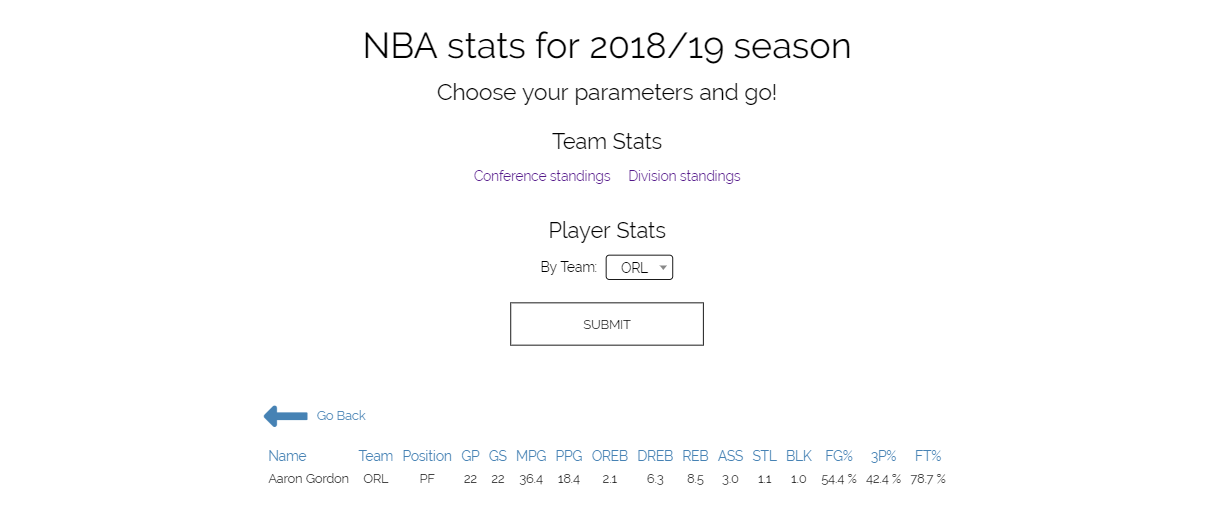 NBA stats for 2018/19 season
Choose your parameters and go!
Team Stats
Conference standings Division standings
Player Stats
By Team: ORL
SUBMIT
Go Back
Name Team Position GP GS MPG PPG OREB DREB REB ASS STL BLK FG% 3P% FT%
Aaron Gordon ORL PF 22 22 36.4 18.4 2.1 6.3 8.5 3.0 1.1 1.0 54.4 % 42.4 % 78.7 %